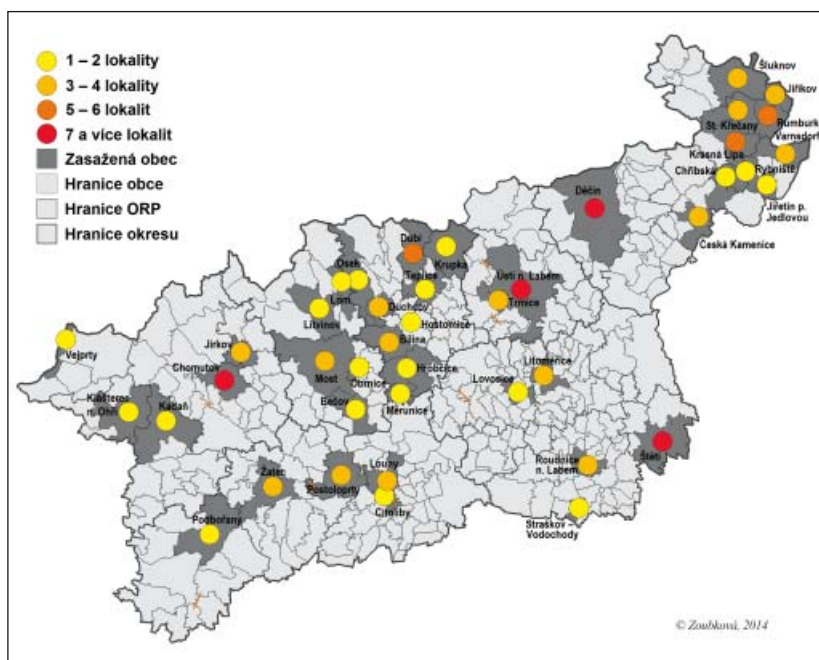 1 – 2 lokality
3 – 4 lokality
5 – 6 lokalit
7 a více lokalit
Zasažená obec
Hranice obce
Hranice ORP
Hranice okresu
Šluknov
Jiříkov
St. Křečany
Rumburk
Varnsdorf
Krásná Lípa
Chřibská
Rybniště
Jiřetín p.
Jedlovou
Děčín
Česká Kamenice
Dubí
Krupka
Osek
Teplice
Ústí n. Labem
Trmice
Lom
Duchcov
Litvínov
Hostomice
Bílina
Vejprty
Jirkov
Chomutov
Most
Obrnice
Hrobčice
Litoměřice
Lovosice
Bečov
Měrunice
Klášterec
n. Ohří
Kadaň
Štětí
Roudnice
n. Labem
Louny
Žatec
Postoloprty
Cítoliby
Straškov –
Vodochody
Podbořany
© Zoubková, 2014